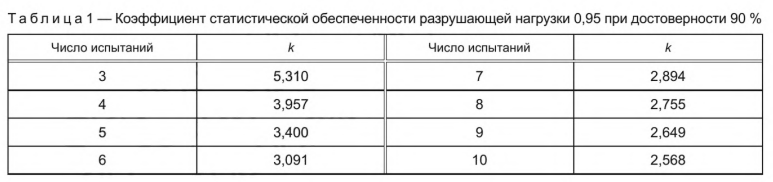 Т а б л и ц а 1 — Коэффициент статистической обеспеченности разрушающей нагрузки 0,95 при достоверности 90 %
Число испытаний k Число испытаний k
3 5,310 7 2,894
4 3,957 8 2,755
5 3,400 9 2,649
6 3,091 10 2,568